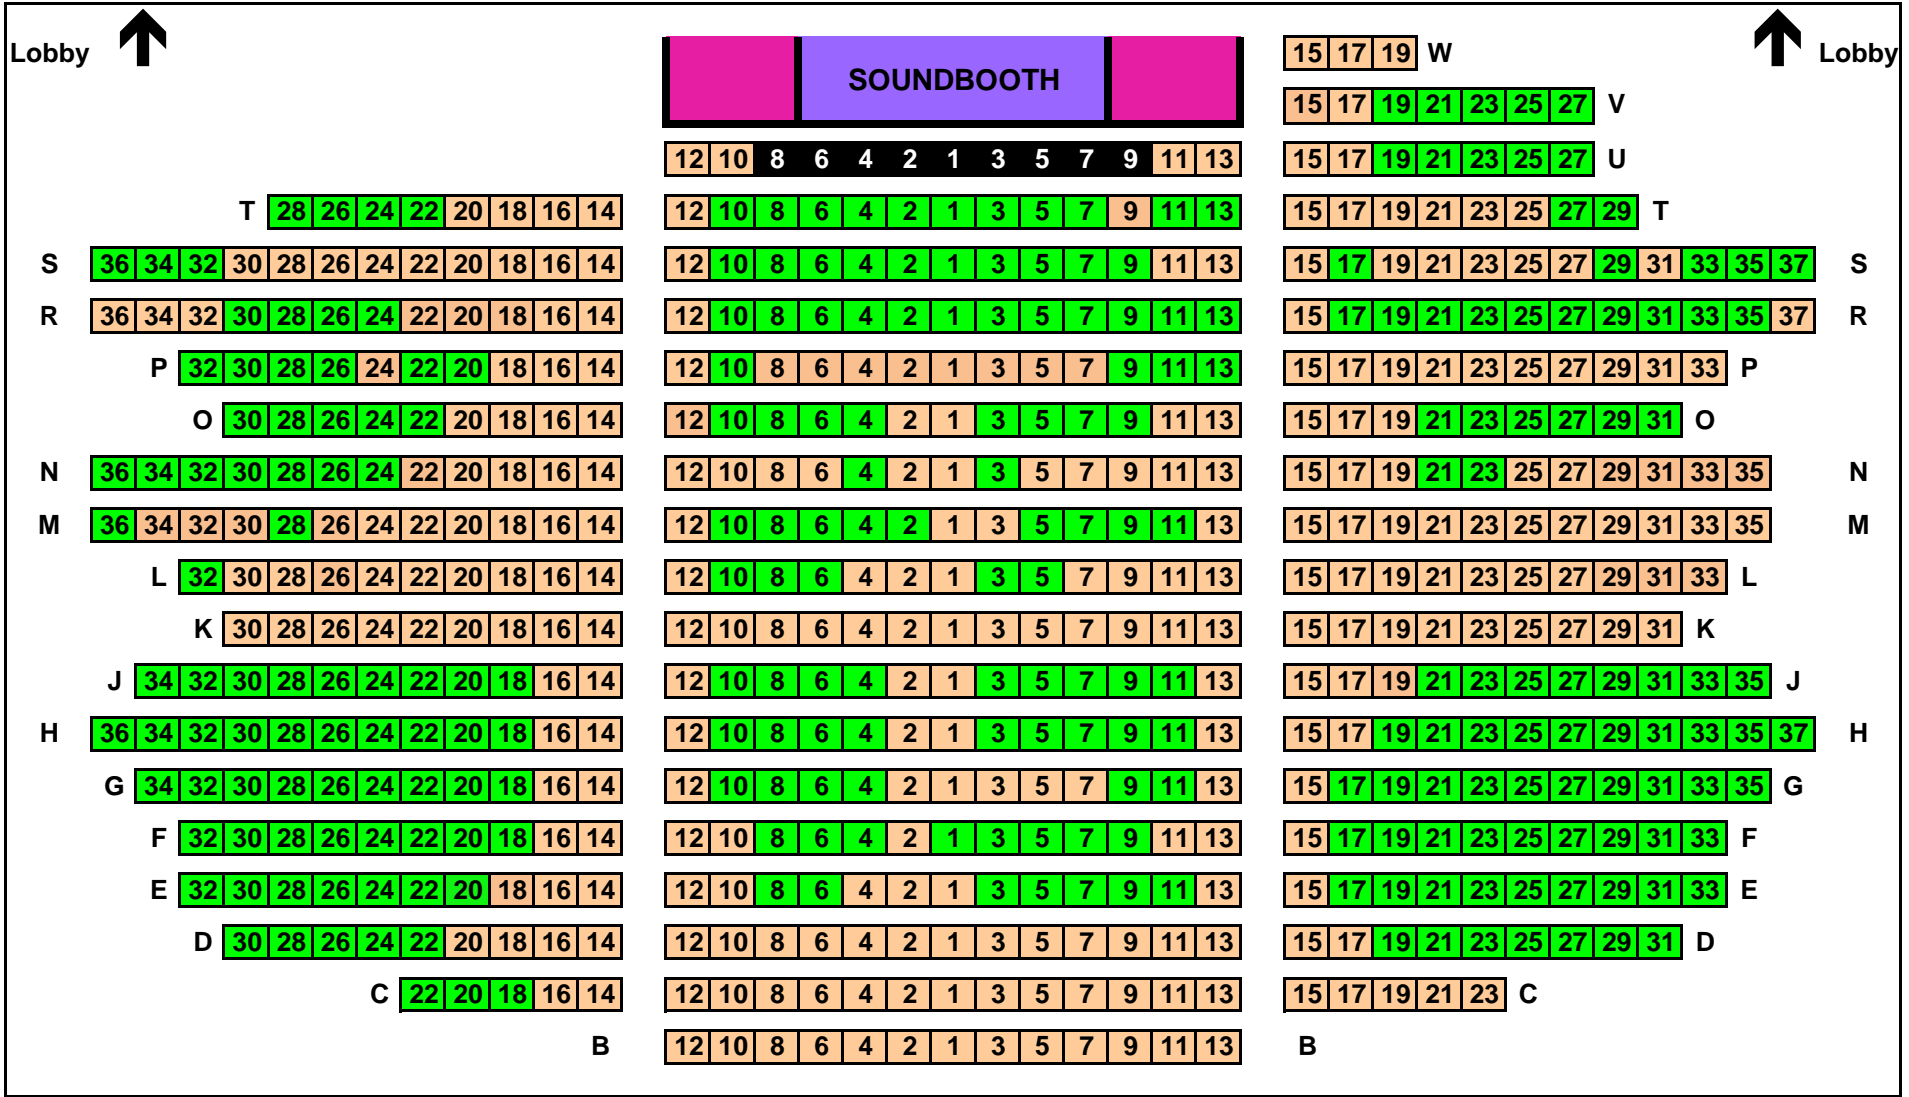 Lobby SOUNDBOOTH 15 17 19 W Lobby
15 17 19 21 23 25 27 V
12 10 8 6 4 2 1 3 5 7 9 11 13 15 17 19 21 23 25 27 U
T 28 26 24 22 20 18 16 14 12 10 8 6 4 2 1 3 5 7 9 11 13 15 17 19 21 23 25 27 29 T
S 36 34 32 30 28 26 24 22 20 18 16 14 12 10 8 6 4 2 1 3 5 7 9 11 13 15 17 19 21 23 25 27 29 31 33 35 37 S
R 36 34 32 30 28 26 24 22 20 18 16 14 12 10 8 6 4 2 1 3 5 7 9 11 13 15 17 19 21 23 25 27 29 31 33 35 37 R
P 32 30 28 26 24 22 20 18 16 14 12 10 8 6 4 2 1 3 5 7 9 11 13 15 17 19 21 23 25 27 29 31 33 P
O 30 28 26 24 22 20 18 16 14 12 10 8 6 4 2 1 3 5 7 9 11 13 15 17 19 21 23 25 27 29 31 O
N 36 34 32 30 28 26 24 22 20 18 16 14 12 10 8 6 4 2 1 3 5 7 9 11 13 15 17 19 21 23 25 27 29 31 33 35 N
M 36 34 32 30 28 26 24 22 20 18 16 14 12 10 8 6 4 2 1 3 5 7 9 11 13 15 17 19 21 23 25 27 29 31 33 35 M
L 32 30 28 26 24 22 20 18 16 14 12 10 8 6 4 2 1 3 5 7 9 11 13 15 17 19 21 23 25 27 29 31 33 L
K 30 28 26 24 22 20 18 16 14 12 10 8 6 4 2 1 3 5 7 9 11 13 15 17 19 21 23 25 27 29 31 K
J 34 32 30 28 26 24 22 20 18 16 14 12 10 8 6 4 2 1 3 5 7 9 11 13 15 17 19 21 23 25 27 29 31 33 35 J
H 36 34 32 30 28 26 24 22 20 18 16 14 12 10 8 6 4 2 1 3 5 7 9 11 13 15 17 19 21 23 25 27 29 31 33 35 37 H
G 34 32 30 28 26 24 22 20 18 16 14 12 10 8 6 4 2 1 3 5 7 9 11 13 15 17 19 21 23 25 27 29 31 33 35 G
F 32 30 28 26 24 22 20 18 16 14 12 10 8 6 4 2 1 3 5 7 9 11 13 15 17 19 21 23 25 27 29 31 33 F
E 32 30 28 26 24 22 20 18 16 14 12 10 8 6 4 2 1 3 5 7 9 11 13 15 17 19 21 23 25 27 29 31 33 E
D 30 28 26 24 22 20 18 16 14 12 10 8 6 4 2 1 3 5 7 9 11 13 15 17 19 21 23 25 27 29 31 D
C 22 20 18 16 14 12 10 8 6 4 2 1 3 5 7 9 11 13 15 17 19 21 23 C
B 12 10 8 6 4 2 1 3 5 7 9 11 13 B